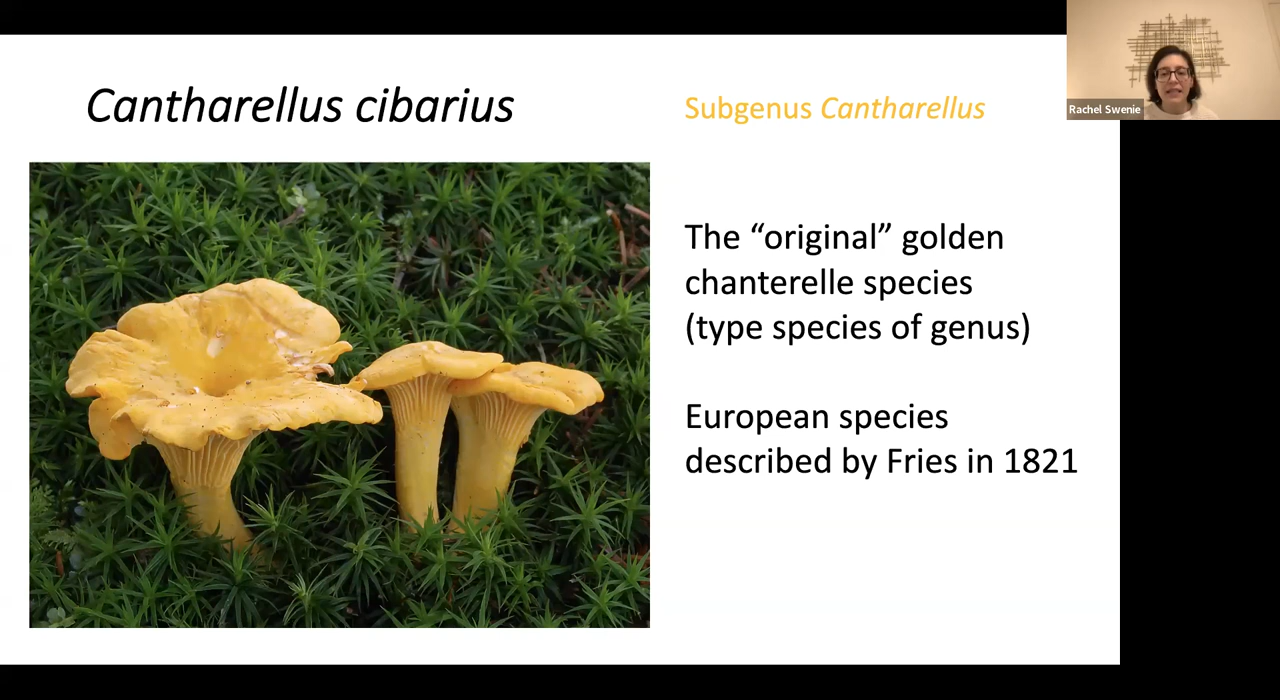 Cantharellus cibarius
Subgenus Cantharellus
Rachel Swenie
The “original” golden
chanterelle species
(type species of genus)
European species
described by Fries in 1821